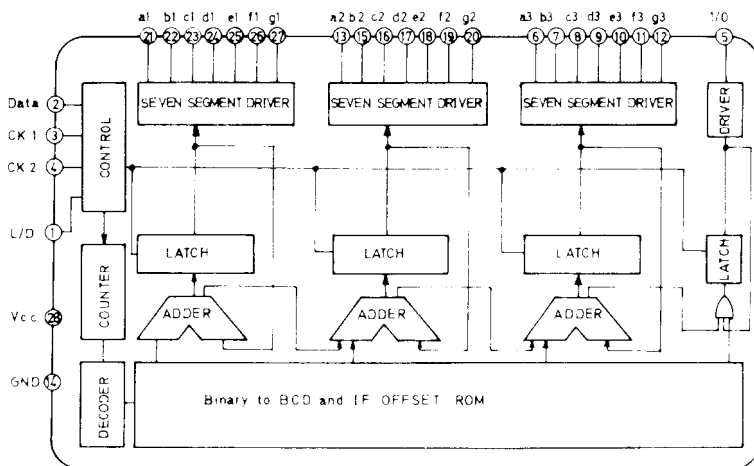 a1 b1 c1 d1 e1 f1 g1 a2 b2 c2 d2 e2 f2 g2 a3 b3 c3 d3 e3 f3 g3 I/O
21 22 23 24 25 26 27 13 15 16 17 18 19 20 6 7 8 9 10 11 12 5
SEVEN SEGMENT DRIVER SEVEN SEGMENT DRIVER SEVEN SEGMENT DRIVER DRIVER
Data 2
CK 1 3
CK 2 4
L/D 1
CONTROL
LATCH LATCH LATCH LATCH
COUNTER
Vcc 28
ADDER ADDER ADDER
GND 14
DECODER
Binary to BCD and IF OFFSET ROM